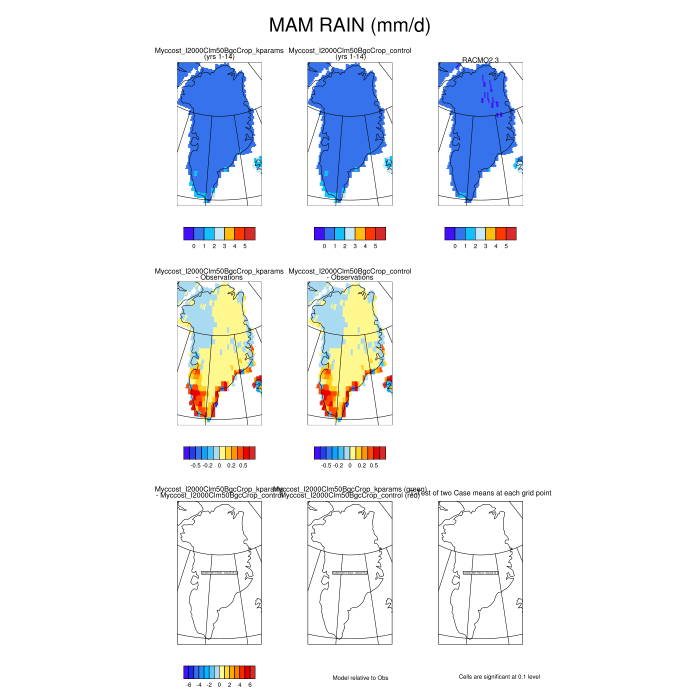 MAM RAIN (mm/d)
Myccost_I2000Clm50BgcCrop_kparams
(yrs 1-14)
Myccost_I2000Clm50BgcCrop_control
(yrs 1-14)
RACMO2.3
0 1 2 3 4 5
0 1 2 3 4 5
0 1 2 3 4 5
Myccost_I2000Clm50BgcCrop_kparams
- Observations
Myccost_I2000Clm50BgcCrop_control
- Observations
-0.5 -0.2 0 0.2 0.5
-0.5 -0.2 0 0.2 0.5
Myccost_I2000Clm50BgcCrop_kparams
- Myccost_I2000Clm50BgcCrop_control
Myccost_I2000Clm50BgcCrop_kparams (green)
Myccost_I2000Clm50BgcCrop_control (red)
of two Case means at each grid point
-6 -4 -2 0 2 4 6
Model relative to Obs
Cells are significant at 0.1 level